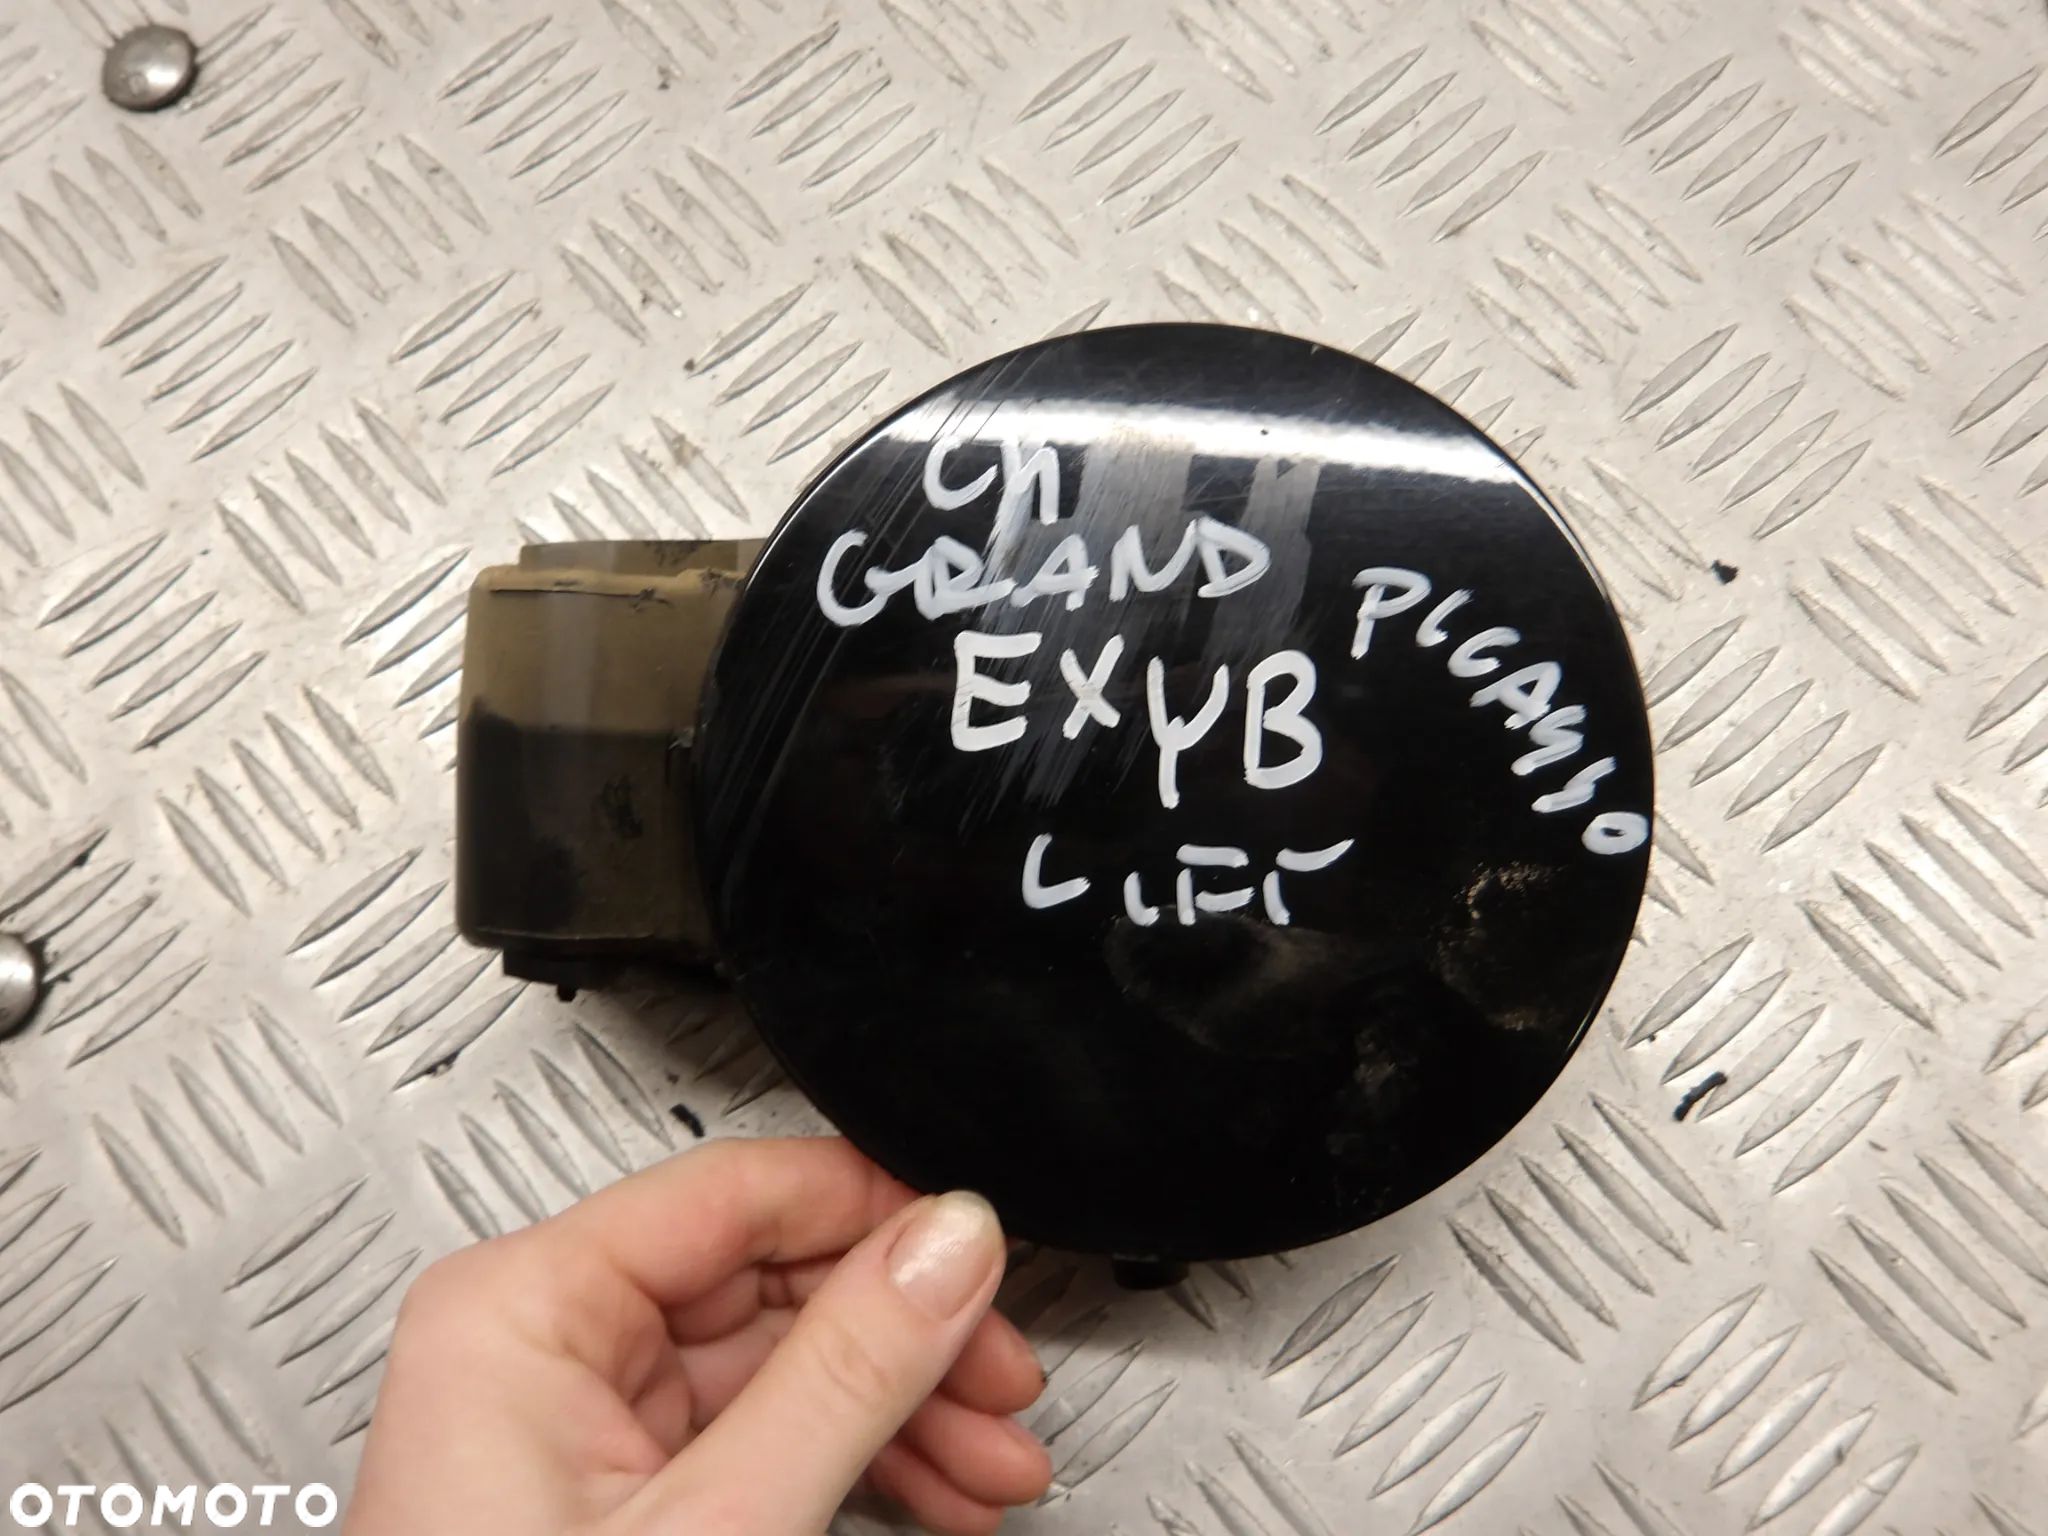 C4
GRAND PICASSO
EXYB
LIFT
OTOMOTO